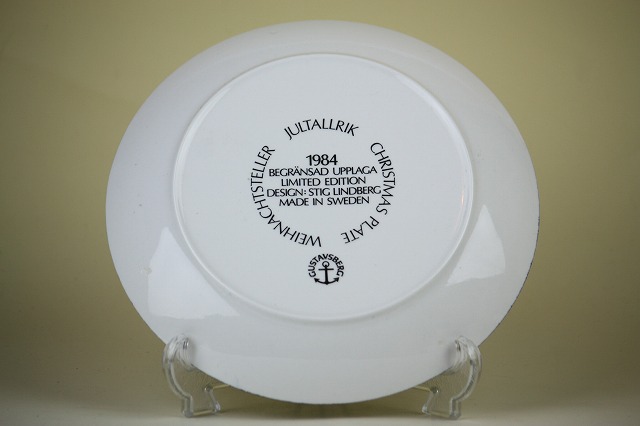 JULTALLRIK
CHRISTMAS PLATE
WEIHNACHTSTELLER
1984
BEGRÄNSAD UPPLAGA
LIMITED EDITION
DESIGN: STIG LINDBERG
MADE IN SWEDEN
GUSTAVSBERG